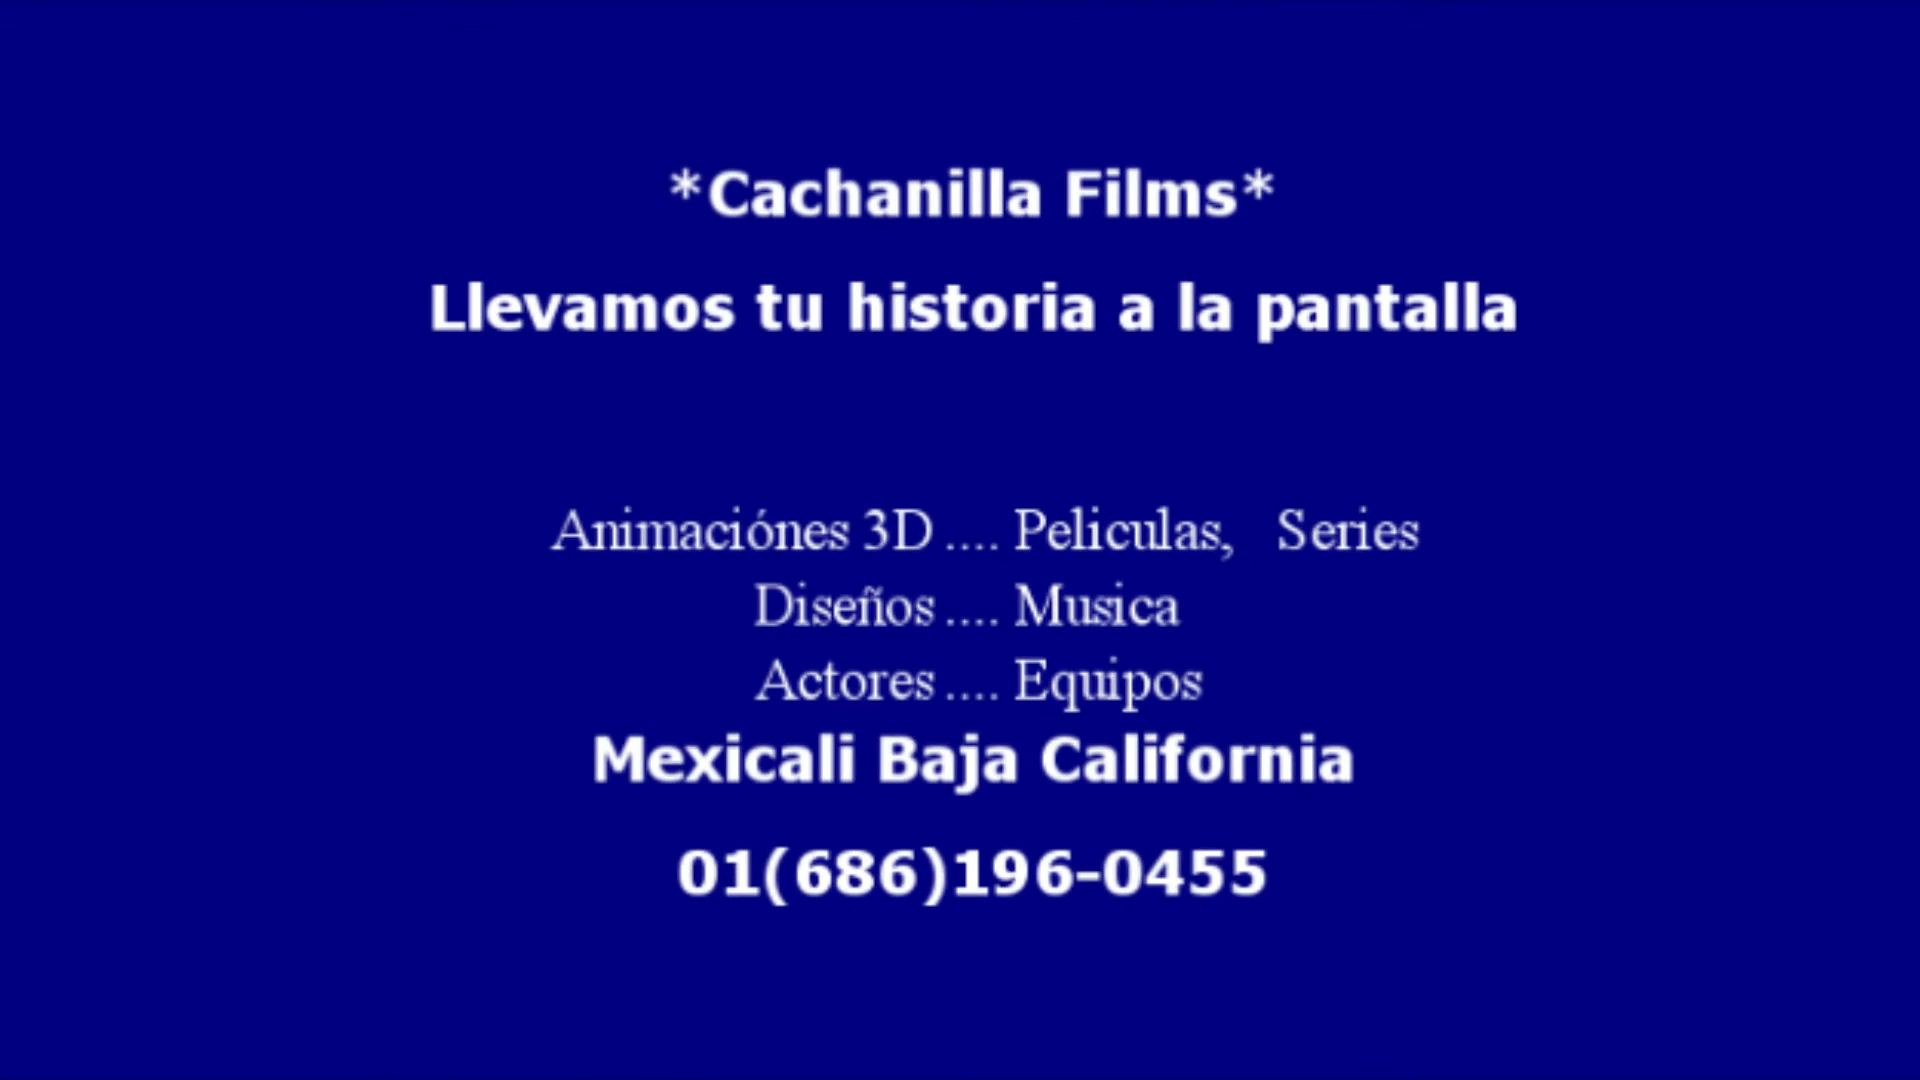 *Cachanilla Films*
Llevamos tu historia a la pantalla
Animaciónes 3D .... Peliculas, Series
Diseños .... Musica
Actores .... Equipos
Mexicali Baja California
01(686)196-0455